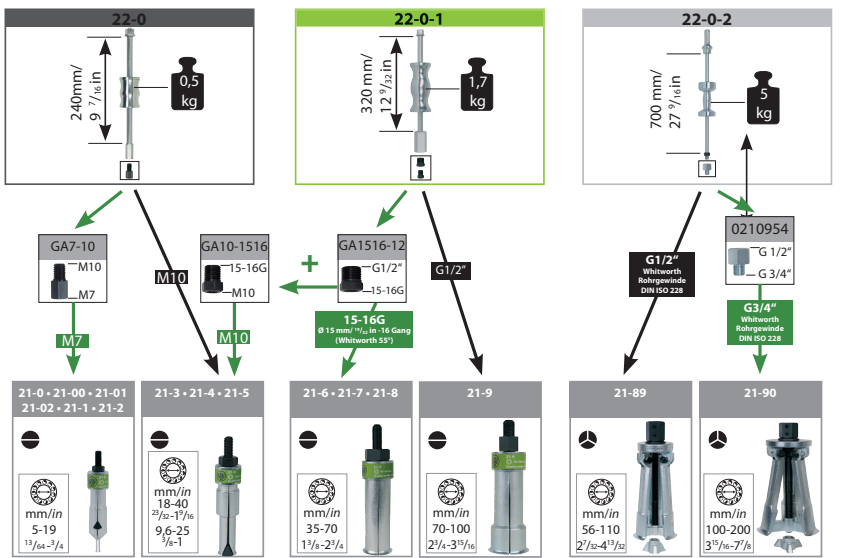 22-0
240mm/
9 7/16 in
0,5
kg
22-0-1
320 mm/
12 9/32 in
1,7
kg
22-0-2
700 mm/
27 9/16 in
5
kg
GA7-10
M10
M7
GA10-1516
15-16G
M10
+
GA1516-12
G1/2“
15-16G
0210954
G 1/2“
G 3/4“
M10
G1/2“
G1/2“
Whitworth
Rohrgewinde
DIN ISO 228
M7
M10
15-16G
Ø 15 mm/ 19/32 in -16 Gang
(Whitworth 55°)
G3/4“
Whitworth
Rohrgewinde
DIN ISO 228
21-0 • 21-00 • 21-01
21-02 • 21-1 • 21-2
mm/in
5-19
13/64 -3/4
21-3 • 21-4 • 21-5
mm/in
18-40
23/32-1 9/16
9,6-25
3/8-1
21-6 • 21-7 • 21-8
mm/in
35-70
1 3/8-2 3/4
21-9
mm/in
70-100
2 3/4-3 15/16
21-89
mm/in
56-110
2 7/32-4 13/32
21-90
mm/in
100-200
3 15/16-7 7/8